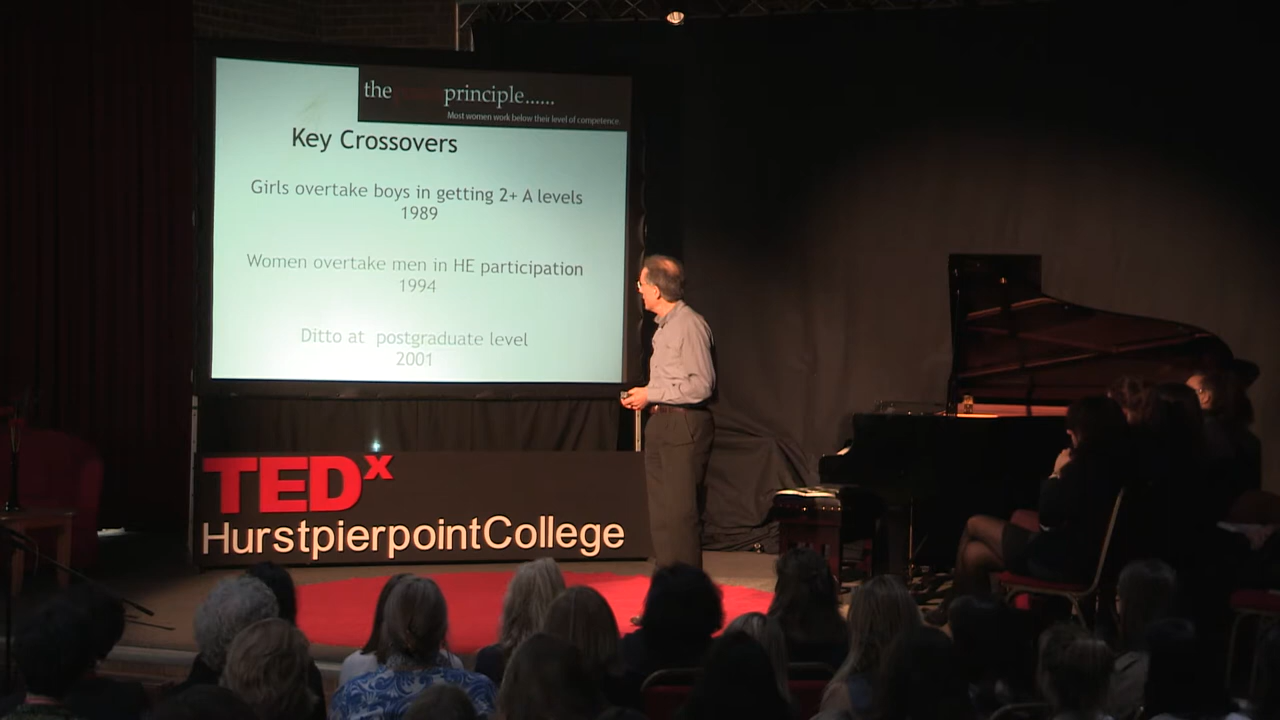 the principle......
Most women work below their level of competence.
Key Crossovers
Girls overtake boys in getting 2+ A levels
1989
Women overtake men in HE participation
1994
Ditto at postgraduate level
2001
TEDx
HurstpierpointCollege